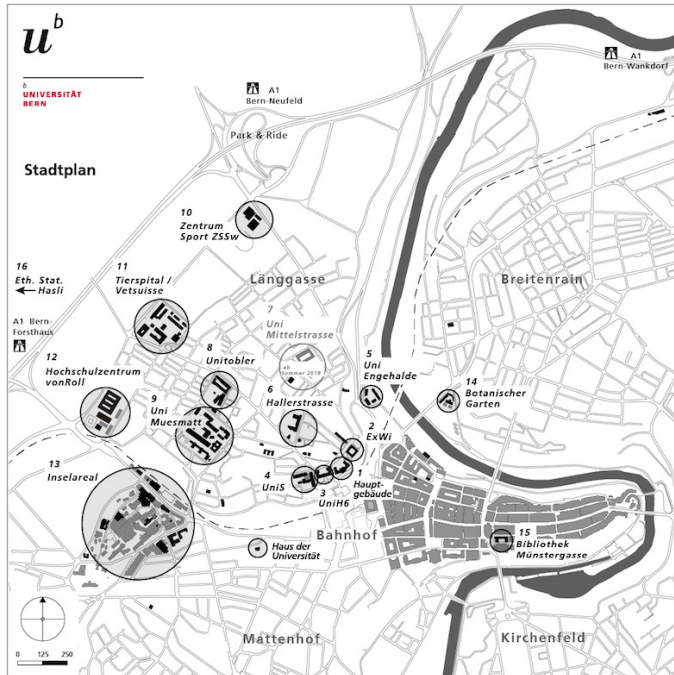 u^b
b
UNIVERSITÄT
BERN
Stadtplan
A1
Bern-Neufeld
A1
Bern-Wankdorf
Park & Ride
10
Zentrum
Sport ZSSw
16
Eth. Stat.
Hasli
11
Tierspital /
Vetsuisse
Länggasse
Breitenrain
A1 Bern-
Forsthaus
7
Uni
Mittelstrasse
ab
Sommer 2018
12
Hochschulzentrum
vonRoll
8
Unitobler
5
Uni
Engehalde
14
Botanischer
Garten
9
Uni
Muesmatt
6
Hallerstrasse
2
ExWi
13
Inselareal
4
UniS
3
UniH6
1
Haupt-
gebäude
Bahnhof
15
Bibliothek
Münstergasse
Haus der
Universität
Mattenhof
Kirchenfeld
0 125 250